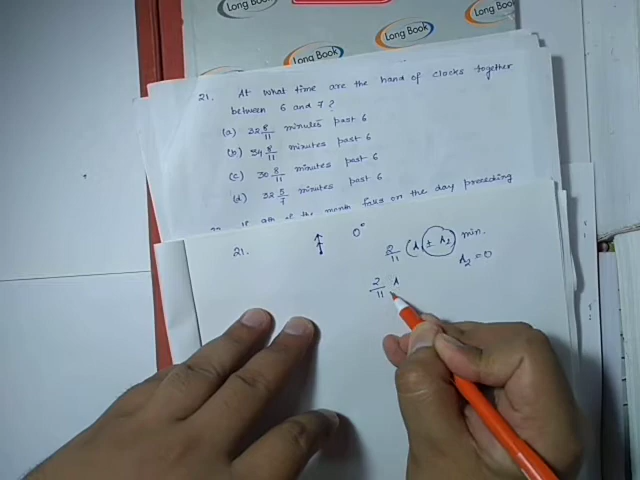 Long Book
Long Book
Long Book
Long Book
21. At what time are the hand of clocks together
between 6 and 7?
(a) 32 8/11 minutes past 6
(b) 34 8/11 minutes past 6
(c) 30 8/11 minutes past 6
(d) 32 5/7 minutes past 6
of the month falls on the day preceding
21. 0°
2/11 (A ± A₂) min.
A₂ = 0
2/11 A